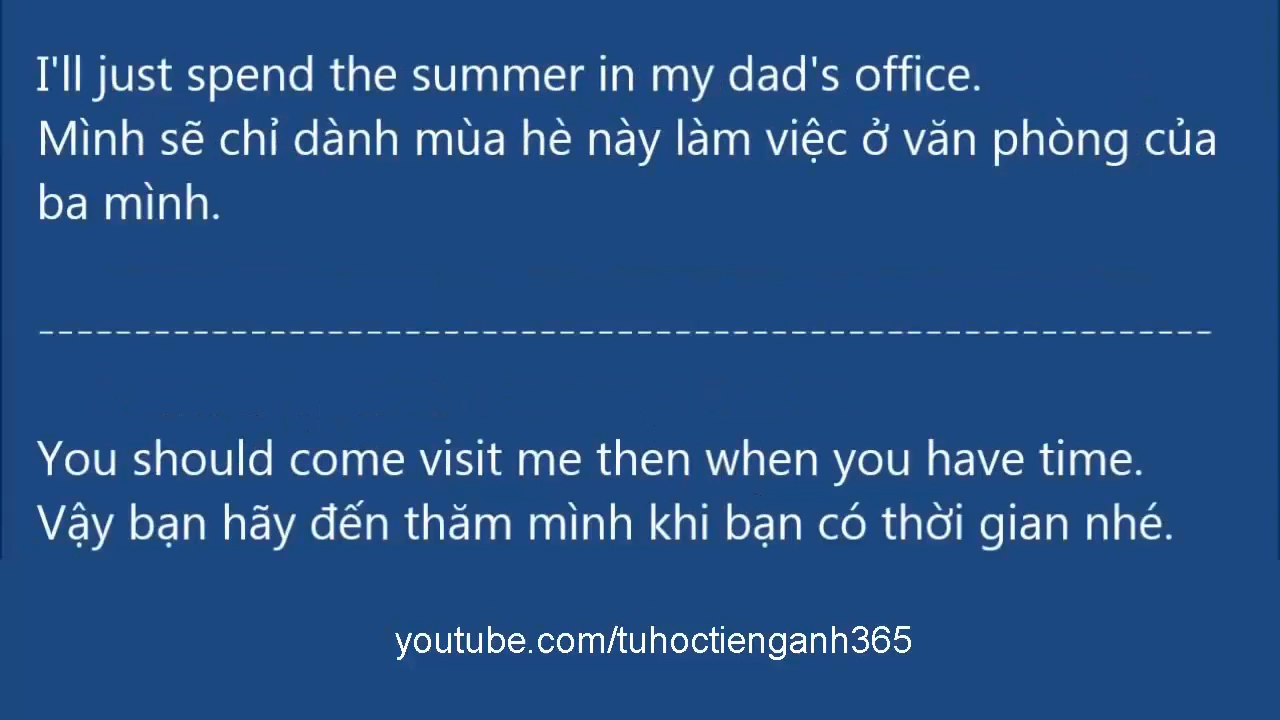 I'll just spend the summer in my dad's office.
Mình sẽ chỉ dành mùa hè này làm việc ở văn phòng của
ba mình.
-------------------------------------------------------------
You should come visit me then when you have time.
Vậy bạn hãy đến thăm mình khi bạn có thời gian nhé.
youtube.com/tuhoctienganh365